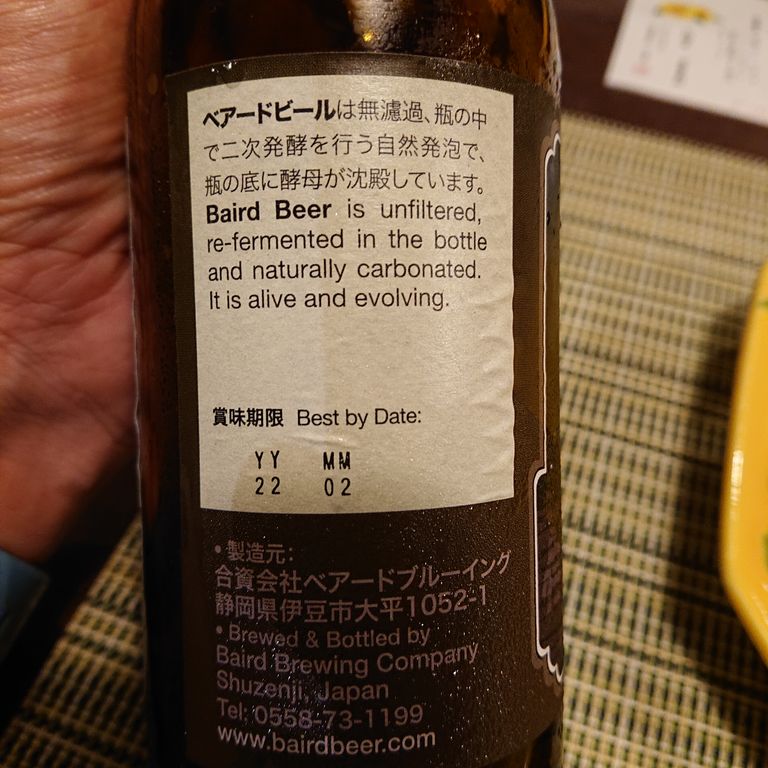 ベアードビールは無濾過、瓶の中
で二次発酵を行う自然発泡で、
瓶の底に酵母が沈殿しています。
Baird Beer is unfiltered,
re-fermented in the bottle
and naturally carbonated.
It is alive and evolving.
賞味期限 Best by Date:
YY MM
22 02
•製造元:
合資会社ベアードブルーイング
静岡県伊豆市大平1052-1
•Brewed & Bottled by
Baird Brewing Company
Shuzenji, Japan
Tel: 0558-73-1199
www.bairdbeer.com